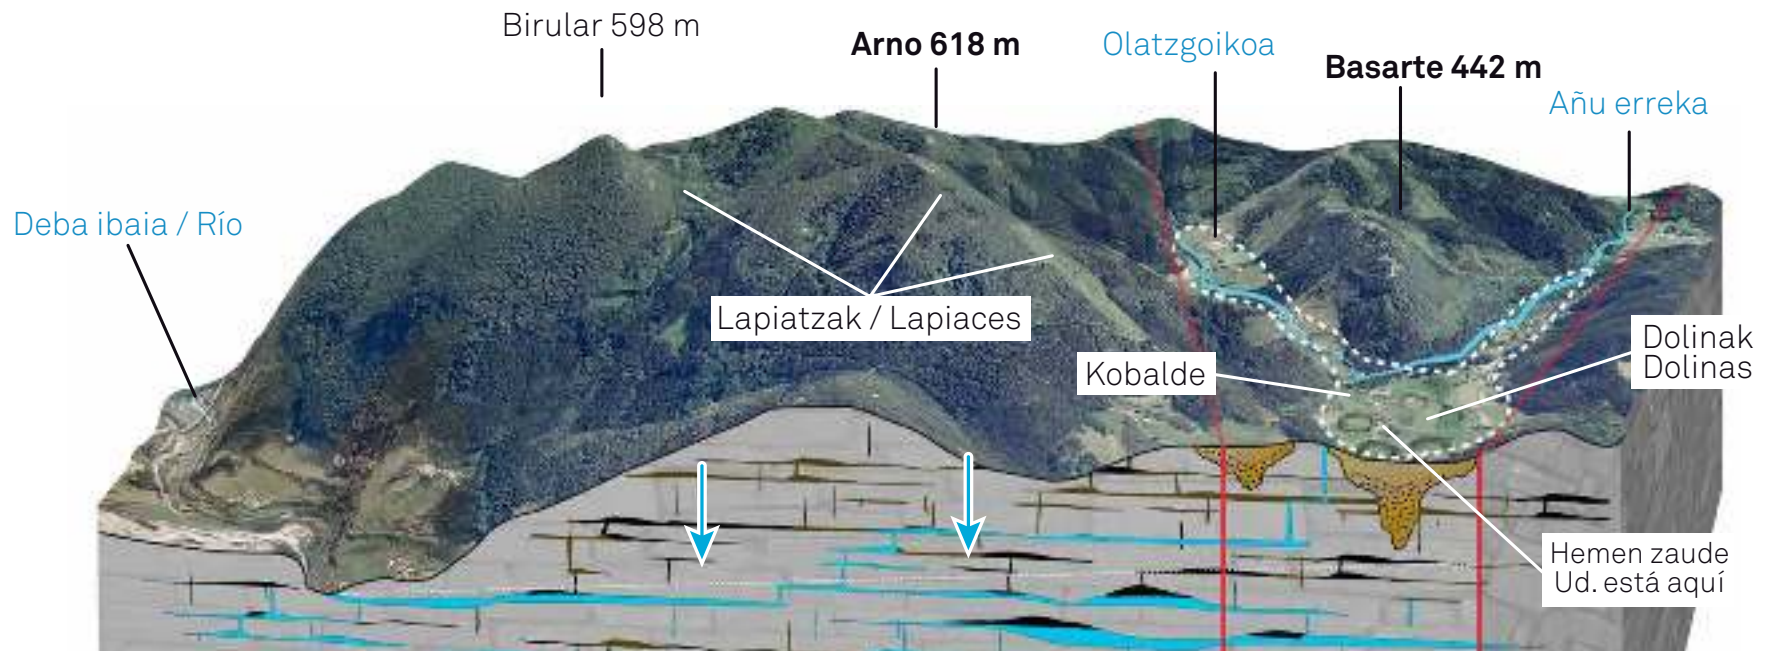 Birular 598 m
Arno 618 m
Olatzgoikoa
Basarte 442 m
Añu erreka
Deba ibaia / Río
Lapiatzak / Lapiaces
Kobalde
Dolinak
Dolinas
Hemen zaude
Ud. está aquí